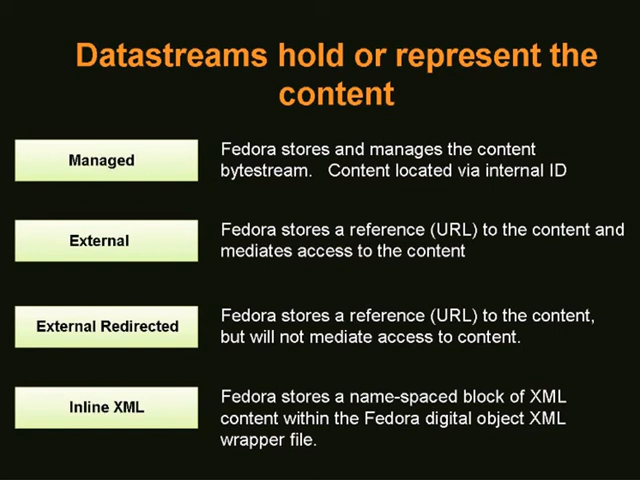 Datastreams hold or represent the
content
Managed
Fedora stores and manages the content
bytestream.   Content located via internal ID
External
Fedora stores a reference (URL) to the content and
mediates access to the content
External Redirected
Fedora stores a reference (URL) to the content,
but will not mediate access to content.
Inline XML
Fedora stores a name-spaced block of XML
content within the Fedora digital object XML
wrapper file.